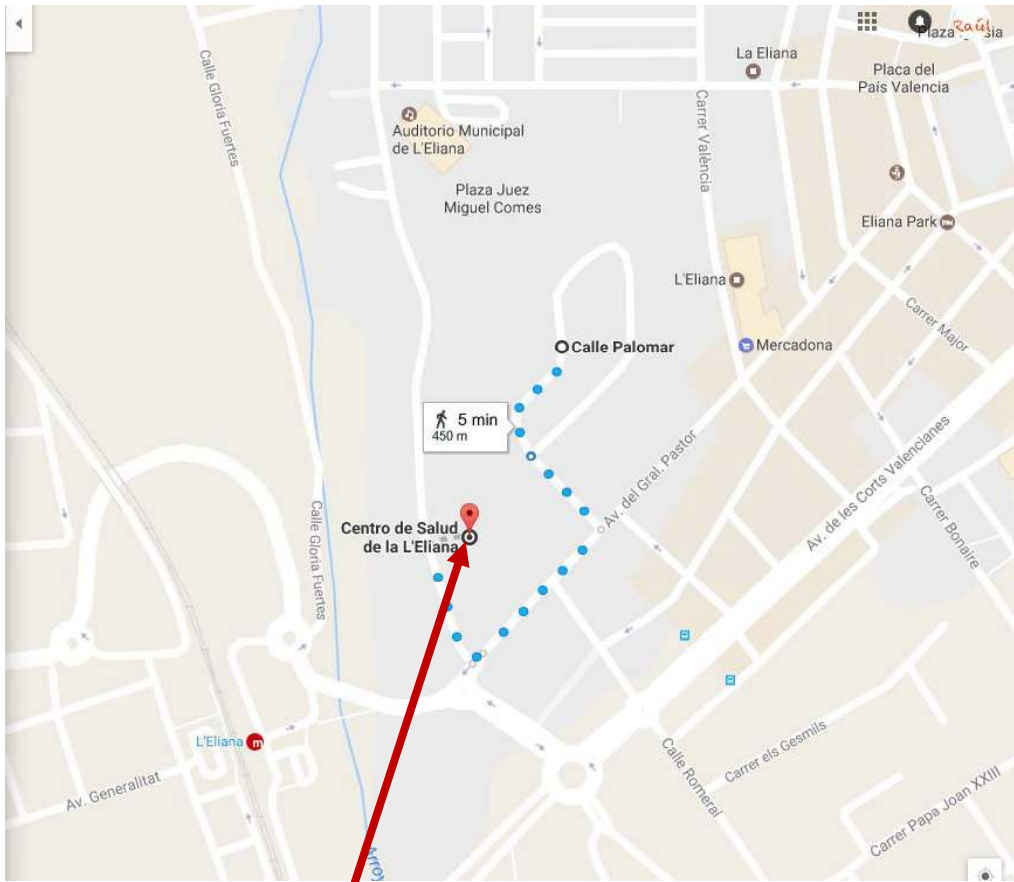 Raúl
Plaza
sia
La Eliana
Placa del
País Valencia
Calle Gloria Fuertes
Auditorio Municipal
de L'Eliana
Carrer València
Plaza Juez
Miguel Comes
Eliana Park
L'Eliana
Carrer Major
Calle Palomar
Mercadona
5 min
450 m
Av. del Gral. Pastor
Av. de les Corts Valencianes
Carrer Bonaire
Centro de Salud
de la L'Eliana
Calle Gloria Fuertes
L'Eliana
m
Av. Generalitat
Carrer els Gesmils
Calle Romeral
Carrer Papa Joan XXIII
Arroy